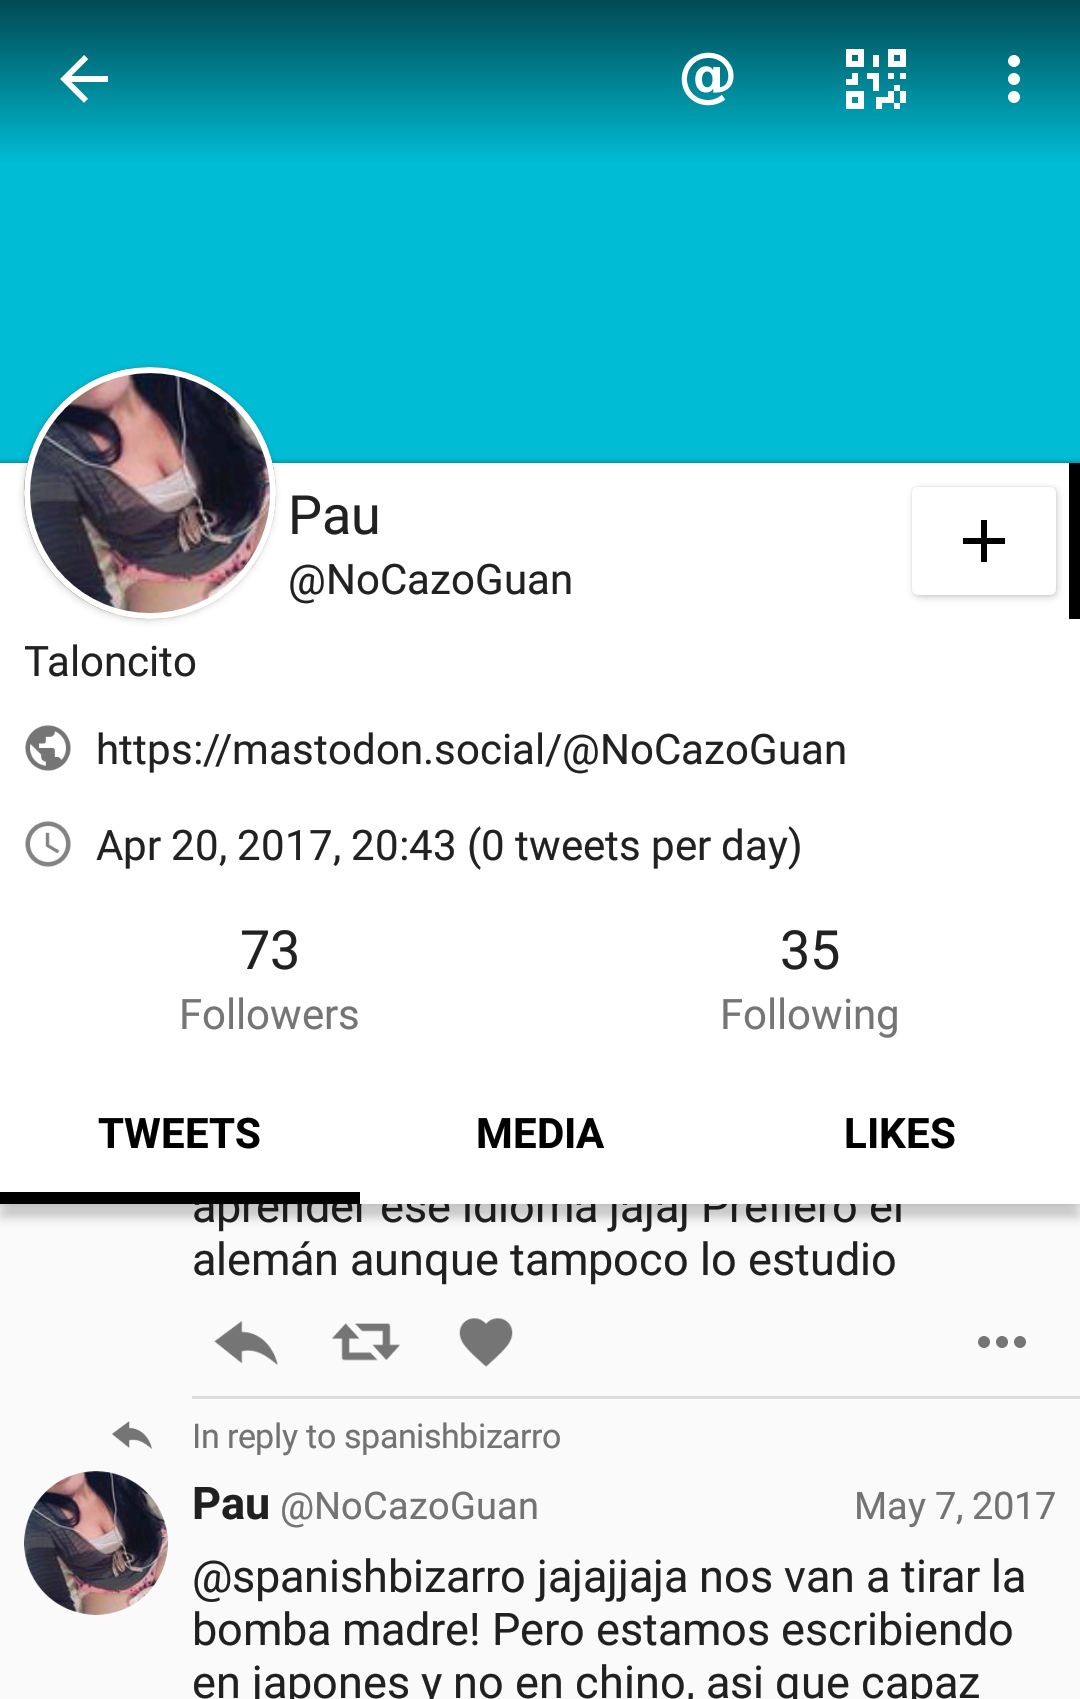 Pau
@NoCazoGuan
Taloncito
https://mastodon.social/@NoCazoGuan
Apr 20, 2017, 20:43 (0 tweets per day)
73
Followers
35
Following
TWEETS
MEDIA
LIKES
aprender ese idioma jajaj Prefiero el
alemán aunque tampoco lo estudio
In reply to spanishbizarro
Pau @NoCazoGuan May 7, 2017
@spanishbizarro jajajjaja nos van a tirar la
bomba madre! Pero estamos escribiendo
en japones y no en chino, asi que capaz